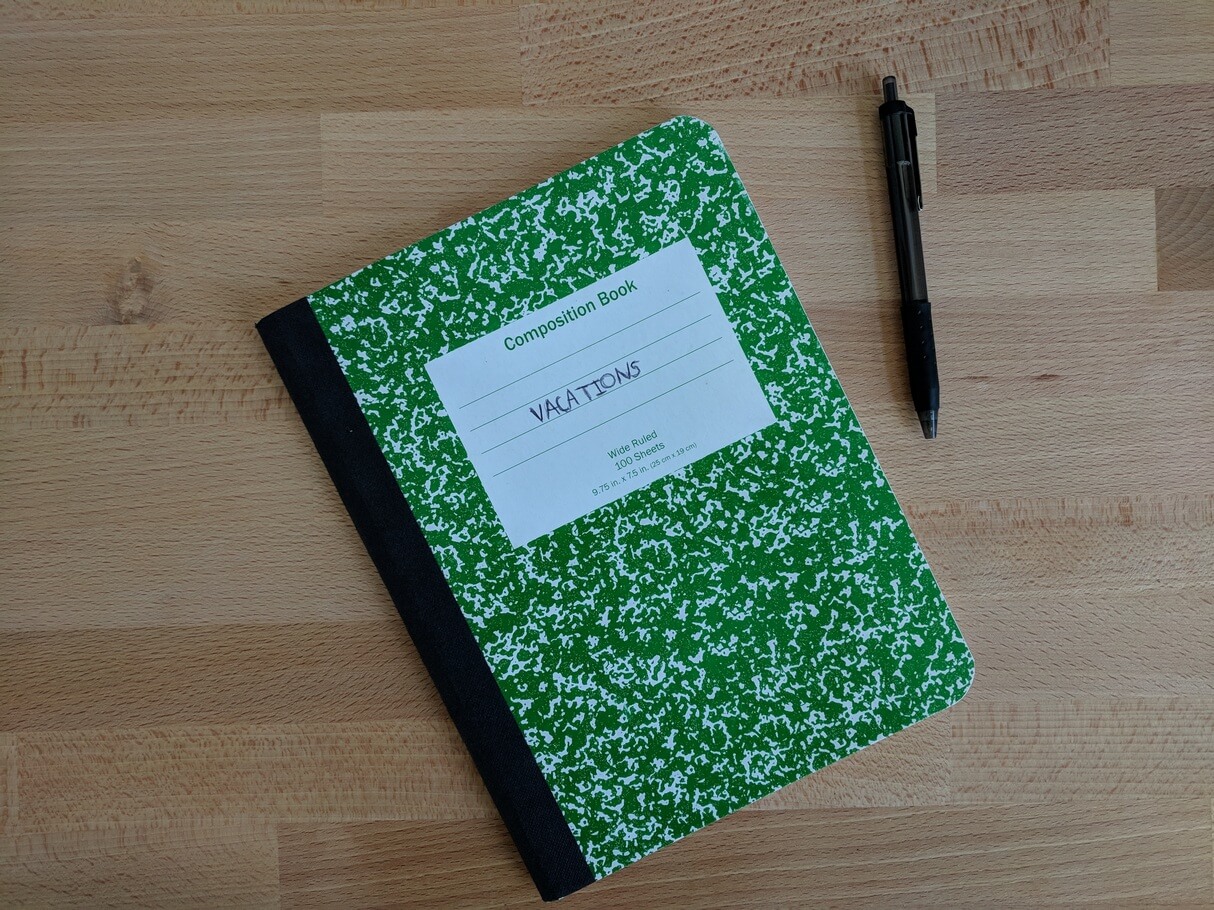 Composition Book
VACATIONS
Wide Ruled
100 Sheets
9.75 in. x 7.5 in. (25 cm x 19 cm)